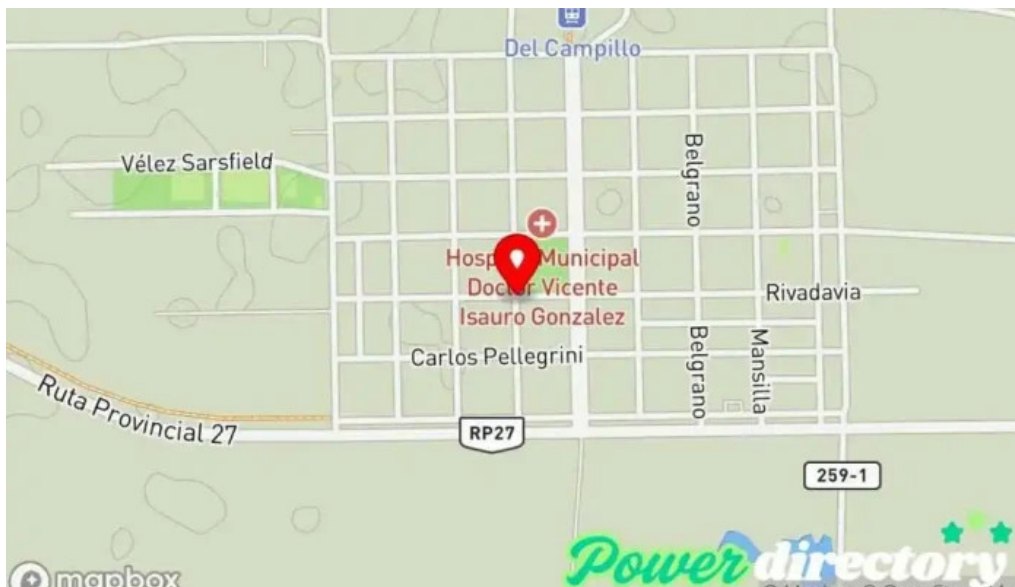 Del Campillo
Vélez Sarsfield
Belgrano
Hospital Municipal
Doctor Vicente
Isauro Gonzalez
Rivadavia
Carlos Pellegrini
Belgrano
Mansilla
Ruta Provincial 27
RP27
259-1
Power directory
mapbox